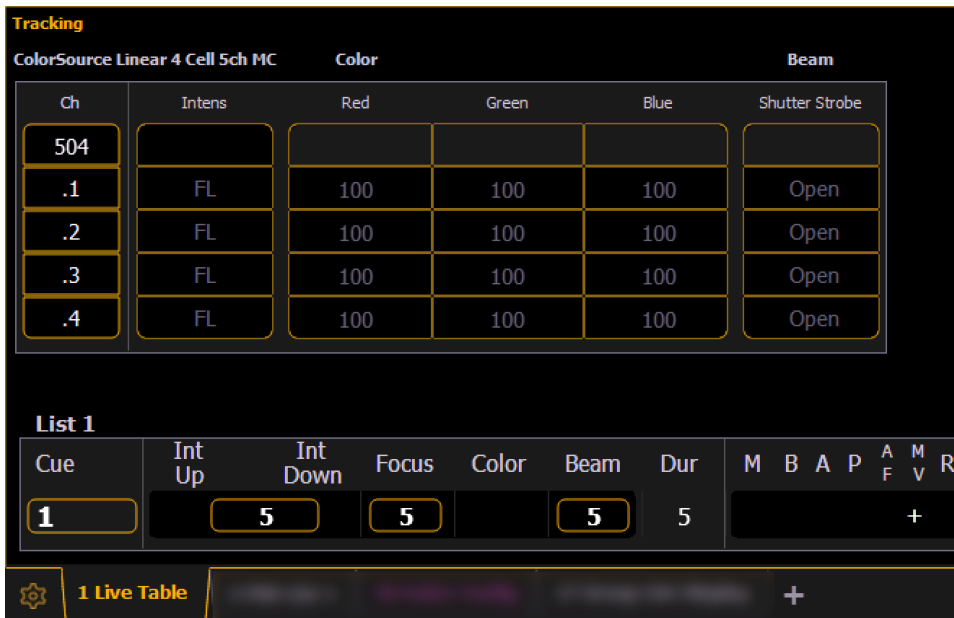 Tracking
ColorSource Linear 4 Cell 5ch MC Color Beam
Ch Intens Red Green Blue Shutter Strobe
504
.1 FL 100 100 100 Open
.2 FL 100 100 100 Open
.3 FL 100 100 100 Open
.4 FL 100 100 100 Open
List 1
Cue Int Up Int Down Focus Color Beam Dur M B A P AF MV R
1 5 5 5 5 +
1 Live Table +